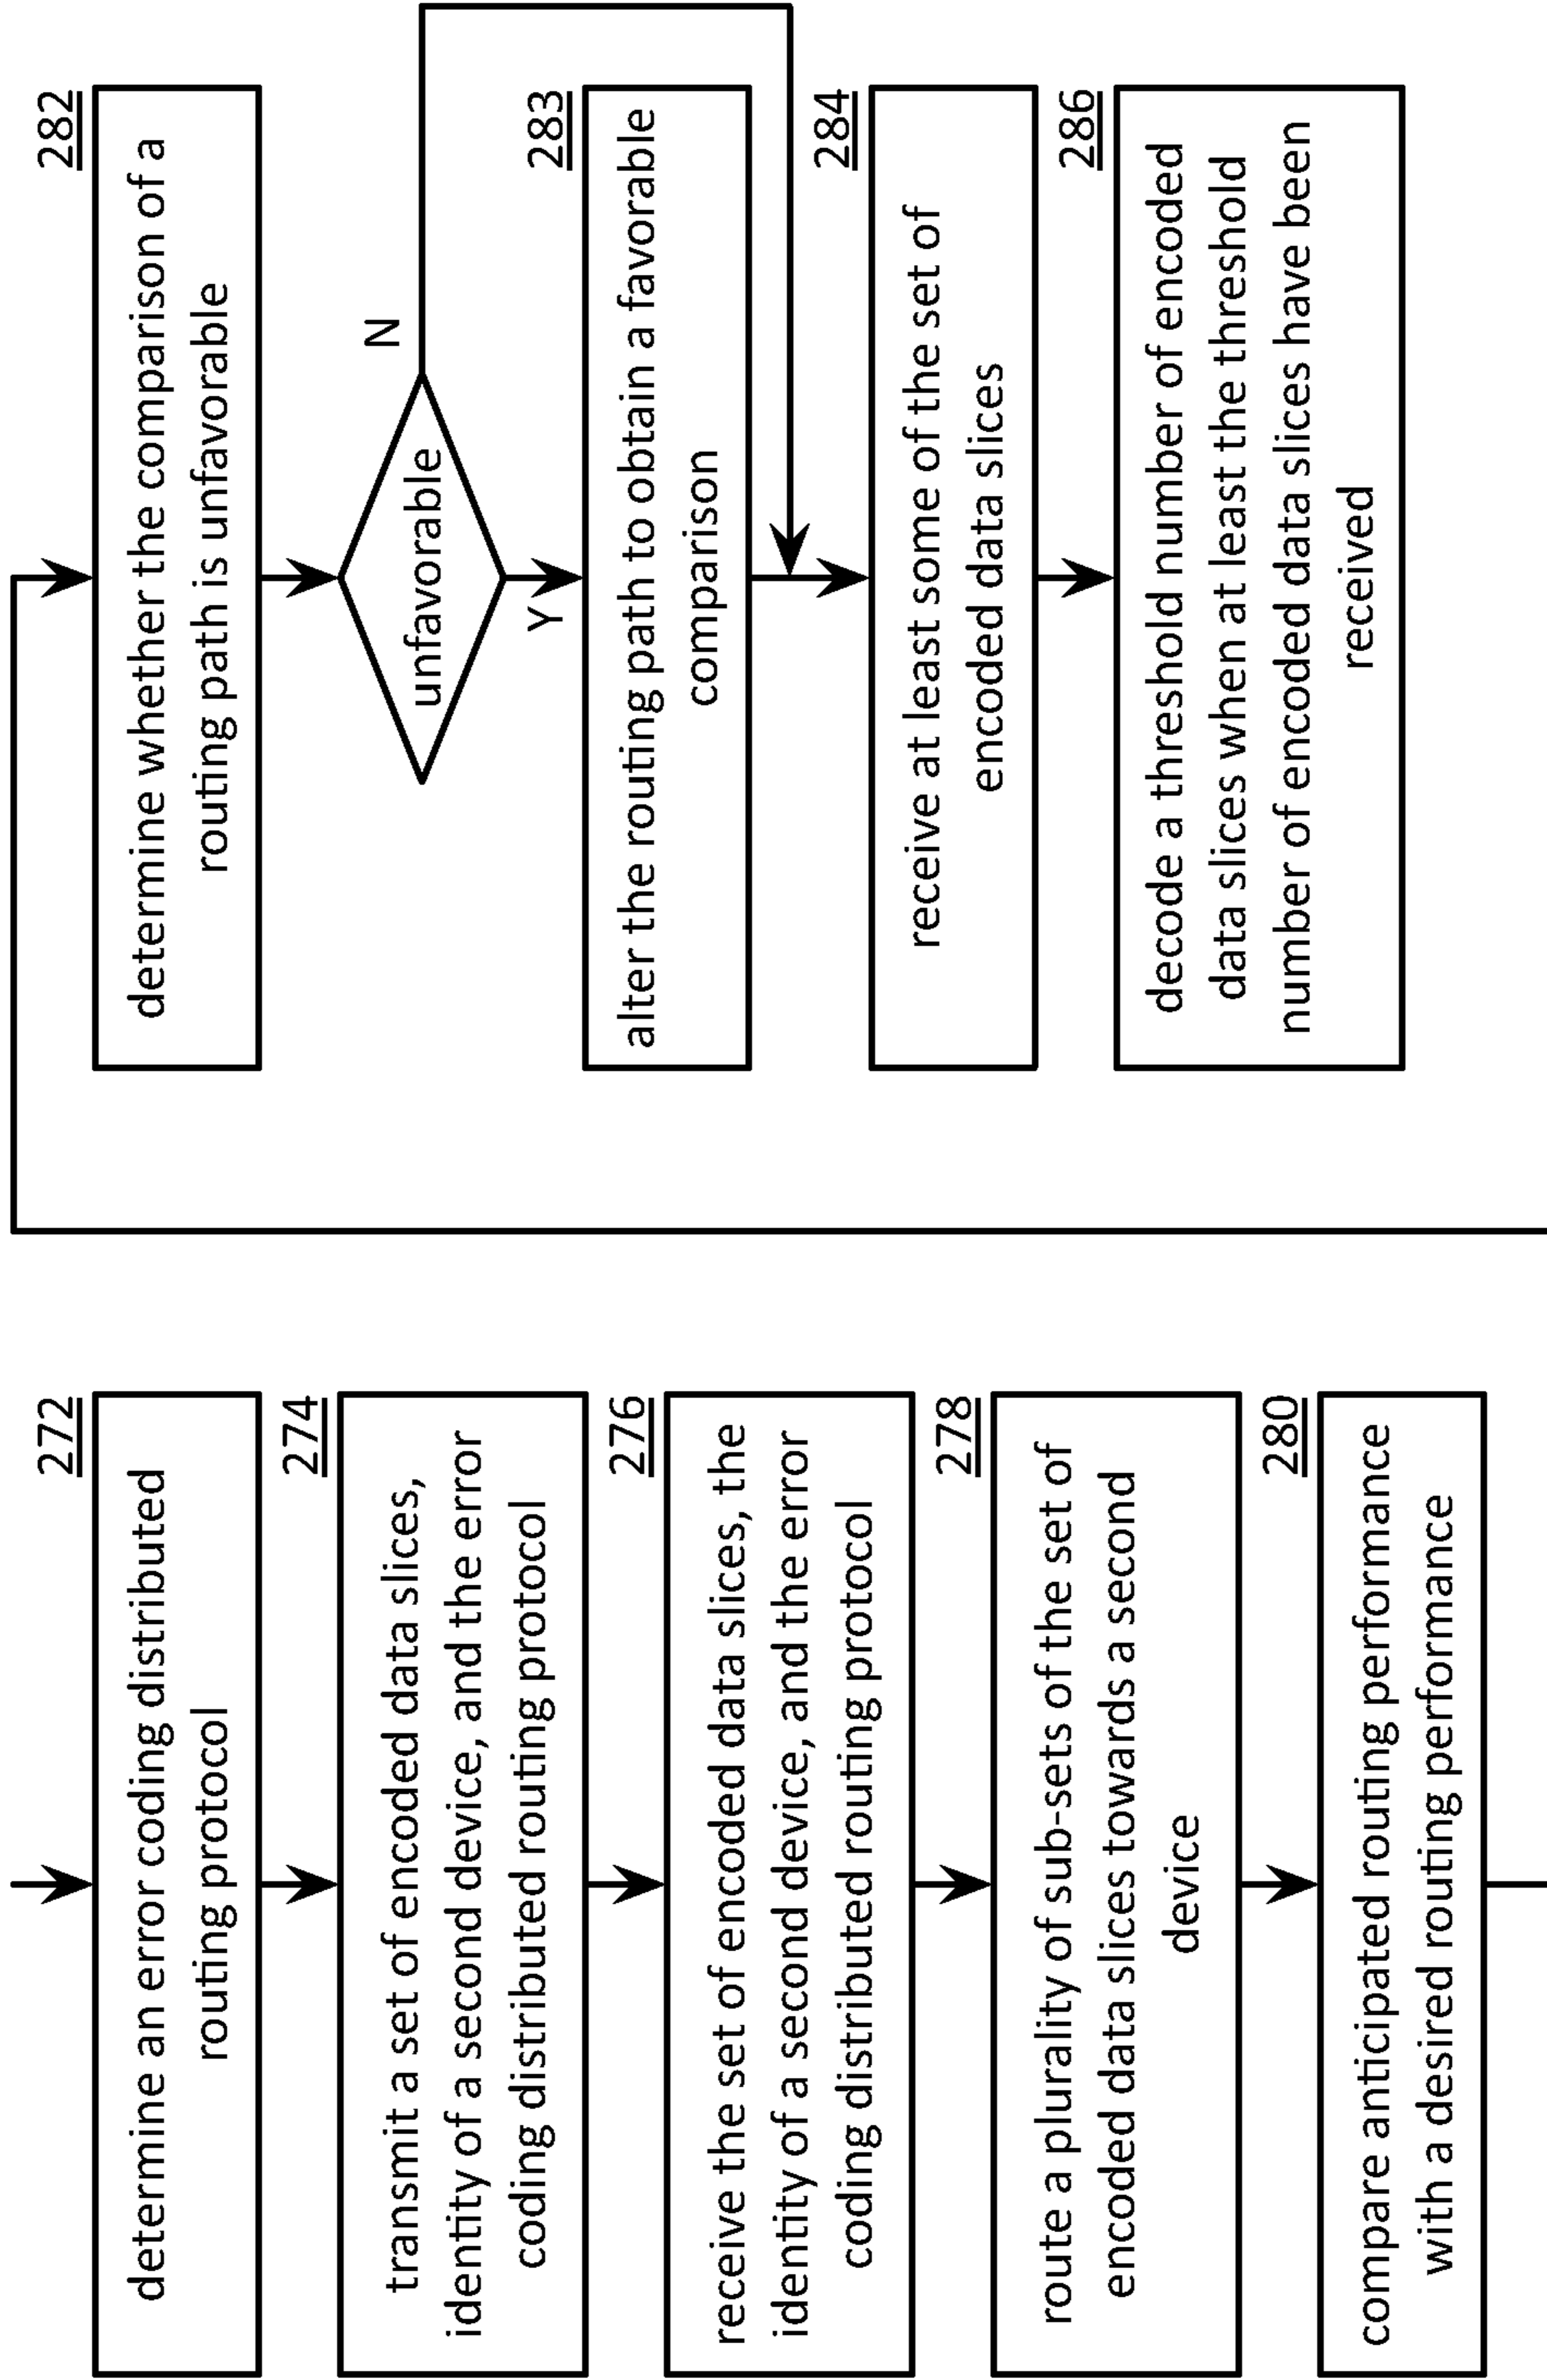 272
determine an error coding distributed
routing protocol
274
transmit a set of encoded data slices,
identity of a second device, and the error
coding distributed routing protocol
276
receive the set of encoded data slices, the
identity of a second device, and the error
coding distributed routing protocol
278
route a plurality of sub-sets of the set of
encoded data slices towards a second
device
280
compare anticipated routing performance
with a desired routing performance
282
determine whether the comparison of a
routing path is unfavorable
unfavorable
N
Y
283
alter the routing path to obtain a favorable
comparison
284
receive at least some of the set of
encoded data slices
286
decode a threshold number of encoded
data slices when at least the threshold
number of encoded data slices have been
received